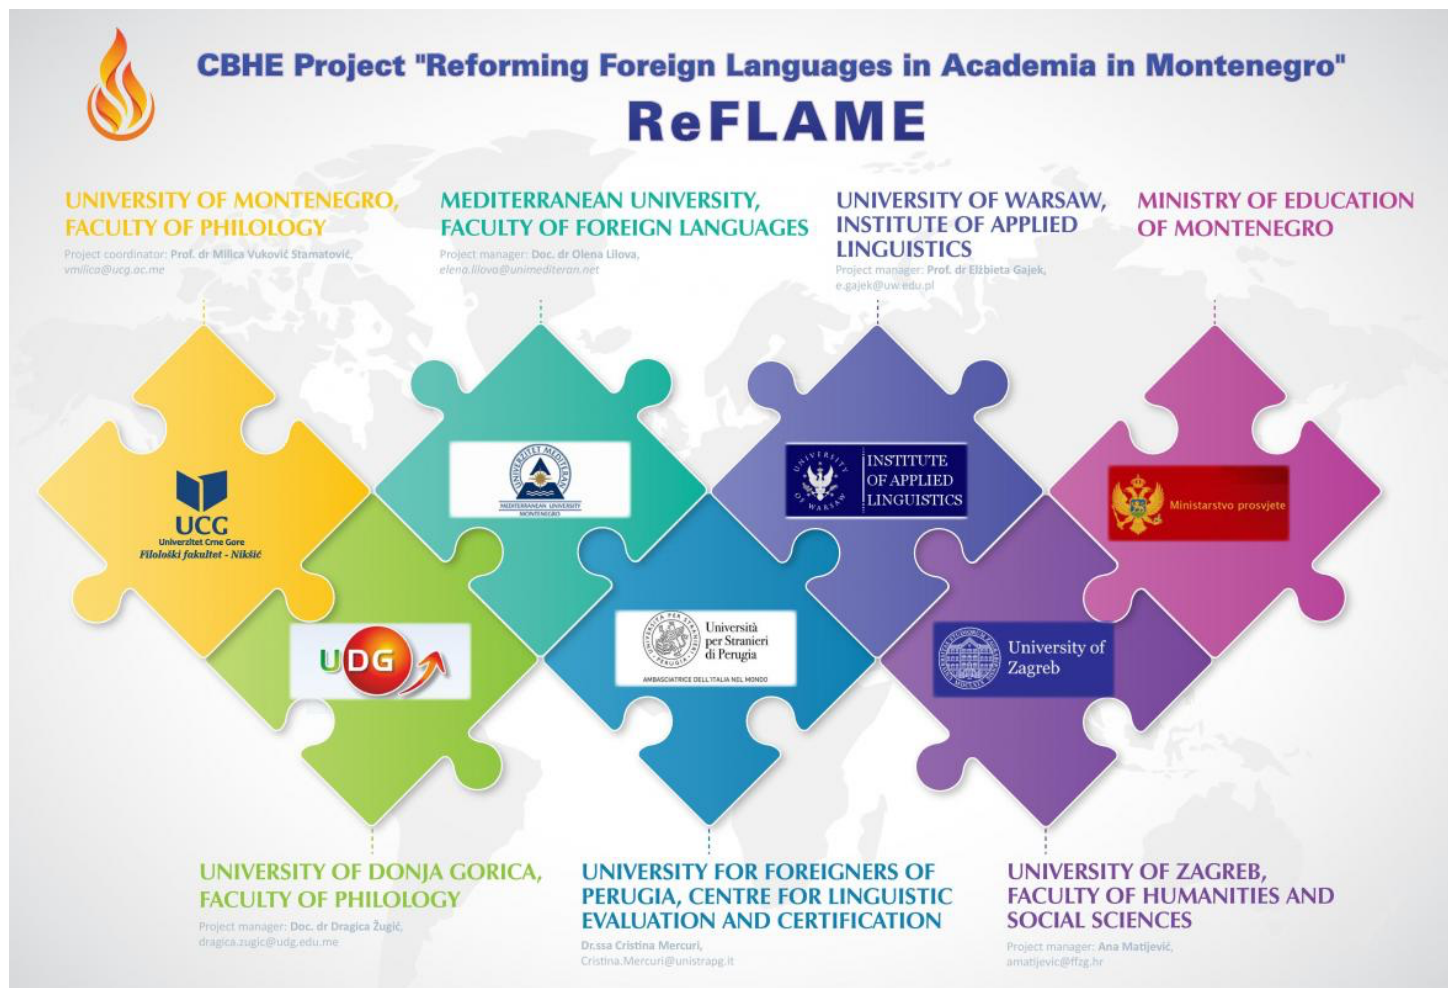 CBHE Project "Reforming Foreign Languages in Academia in Montenegro"
ReFLAME
UNIVERSITY OF MONTENEGRO,
FACULTY OF PHILOLOGY
Project coordinator: Prof. dr Milica Vuković Stamatović,
vmilica@ucg.ac.me
MEDITERRANEAN UNIVERSITY,
FACULTY OF FOREIGN LANGUAGES
Project manager: Doc. dr Olena Lilova,
elena.lilova@unimediteran.net
UNIVERSITY OF WARSAW,
INSTITUTE OF APPLIED
LINGUISTICS
Project manager: Prof. dr Elżbieta Gajek,
e.gajek@uw.edu.pl
MINISTRY OF EDUCATION
OF MONTENEGRO
UCG
Univerzitet Crne Gore
Filološki fakultet - Nikšić
UNIVERZITET MEDITERAN
MEDITERRANEAN UNIVERSITY
MONTENEGRO
UNIVERSITY
OF WARSAW
INSTITUTE
OF APPLIED
LINGUISTICS
Ministarstvo prosvjete
UDG
Università
per Stranieri
di Perugia
AMBASCIATRICE DELL'ITALIA NEL MONDO
University of
Zagreb
UNIVERSITY OF DONJA GORICA,
FACULTY OF PHILOLOGY
Project manager: Doc. dr Dragica Žugić,
dragica.zugic@udg.edu.me
UNIVERSITY FOR FOREIGNERS OF
PERUGIA, CENTRE FOR LINGUISTIC
EVALUATION AND CERTIFICATION
Dr.ssa Cristina Mercuri,
Cristina.Mercuri@unistrapg.it
UNIVERSITY OF ZAGREB,
FACULTY OF HUMANITIES AND
SOCIAL SCIENCES
Project manager: Ana Matijević,
amatijevic@ffzg.hr